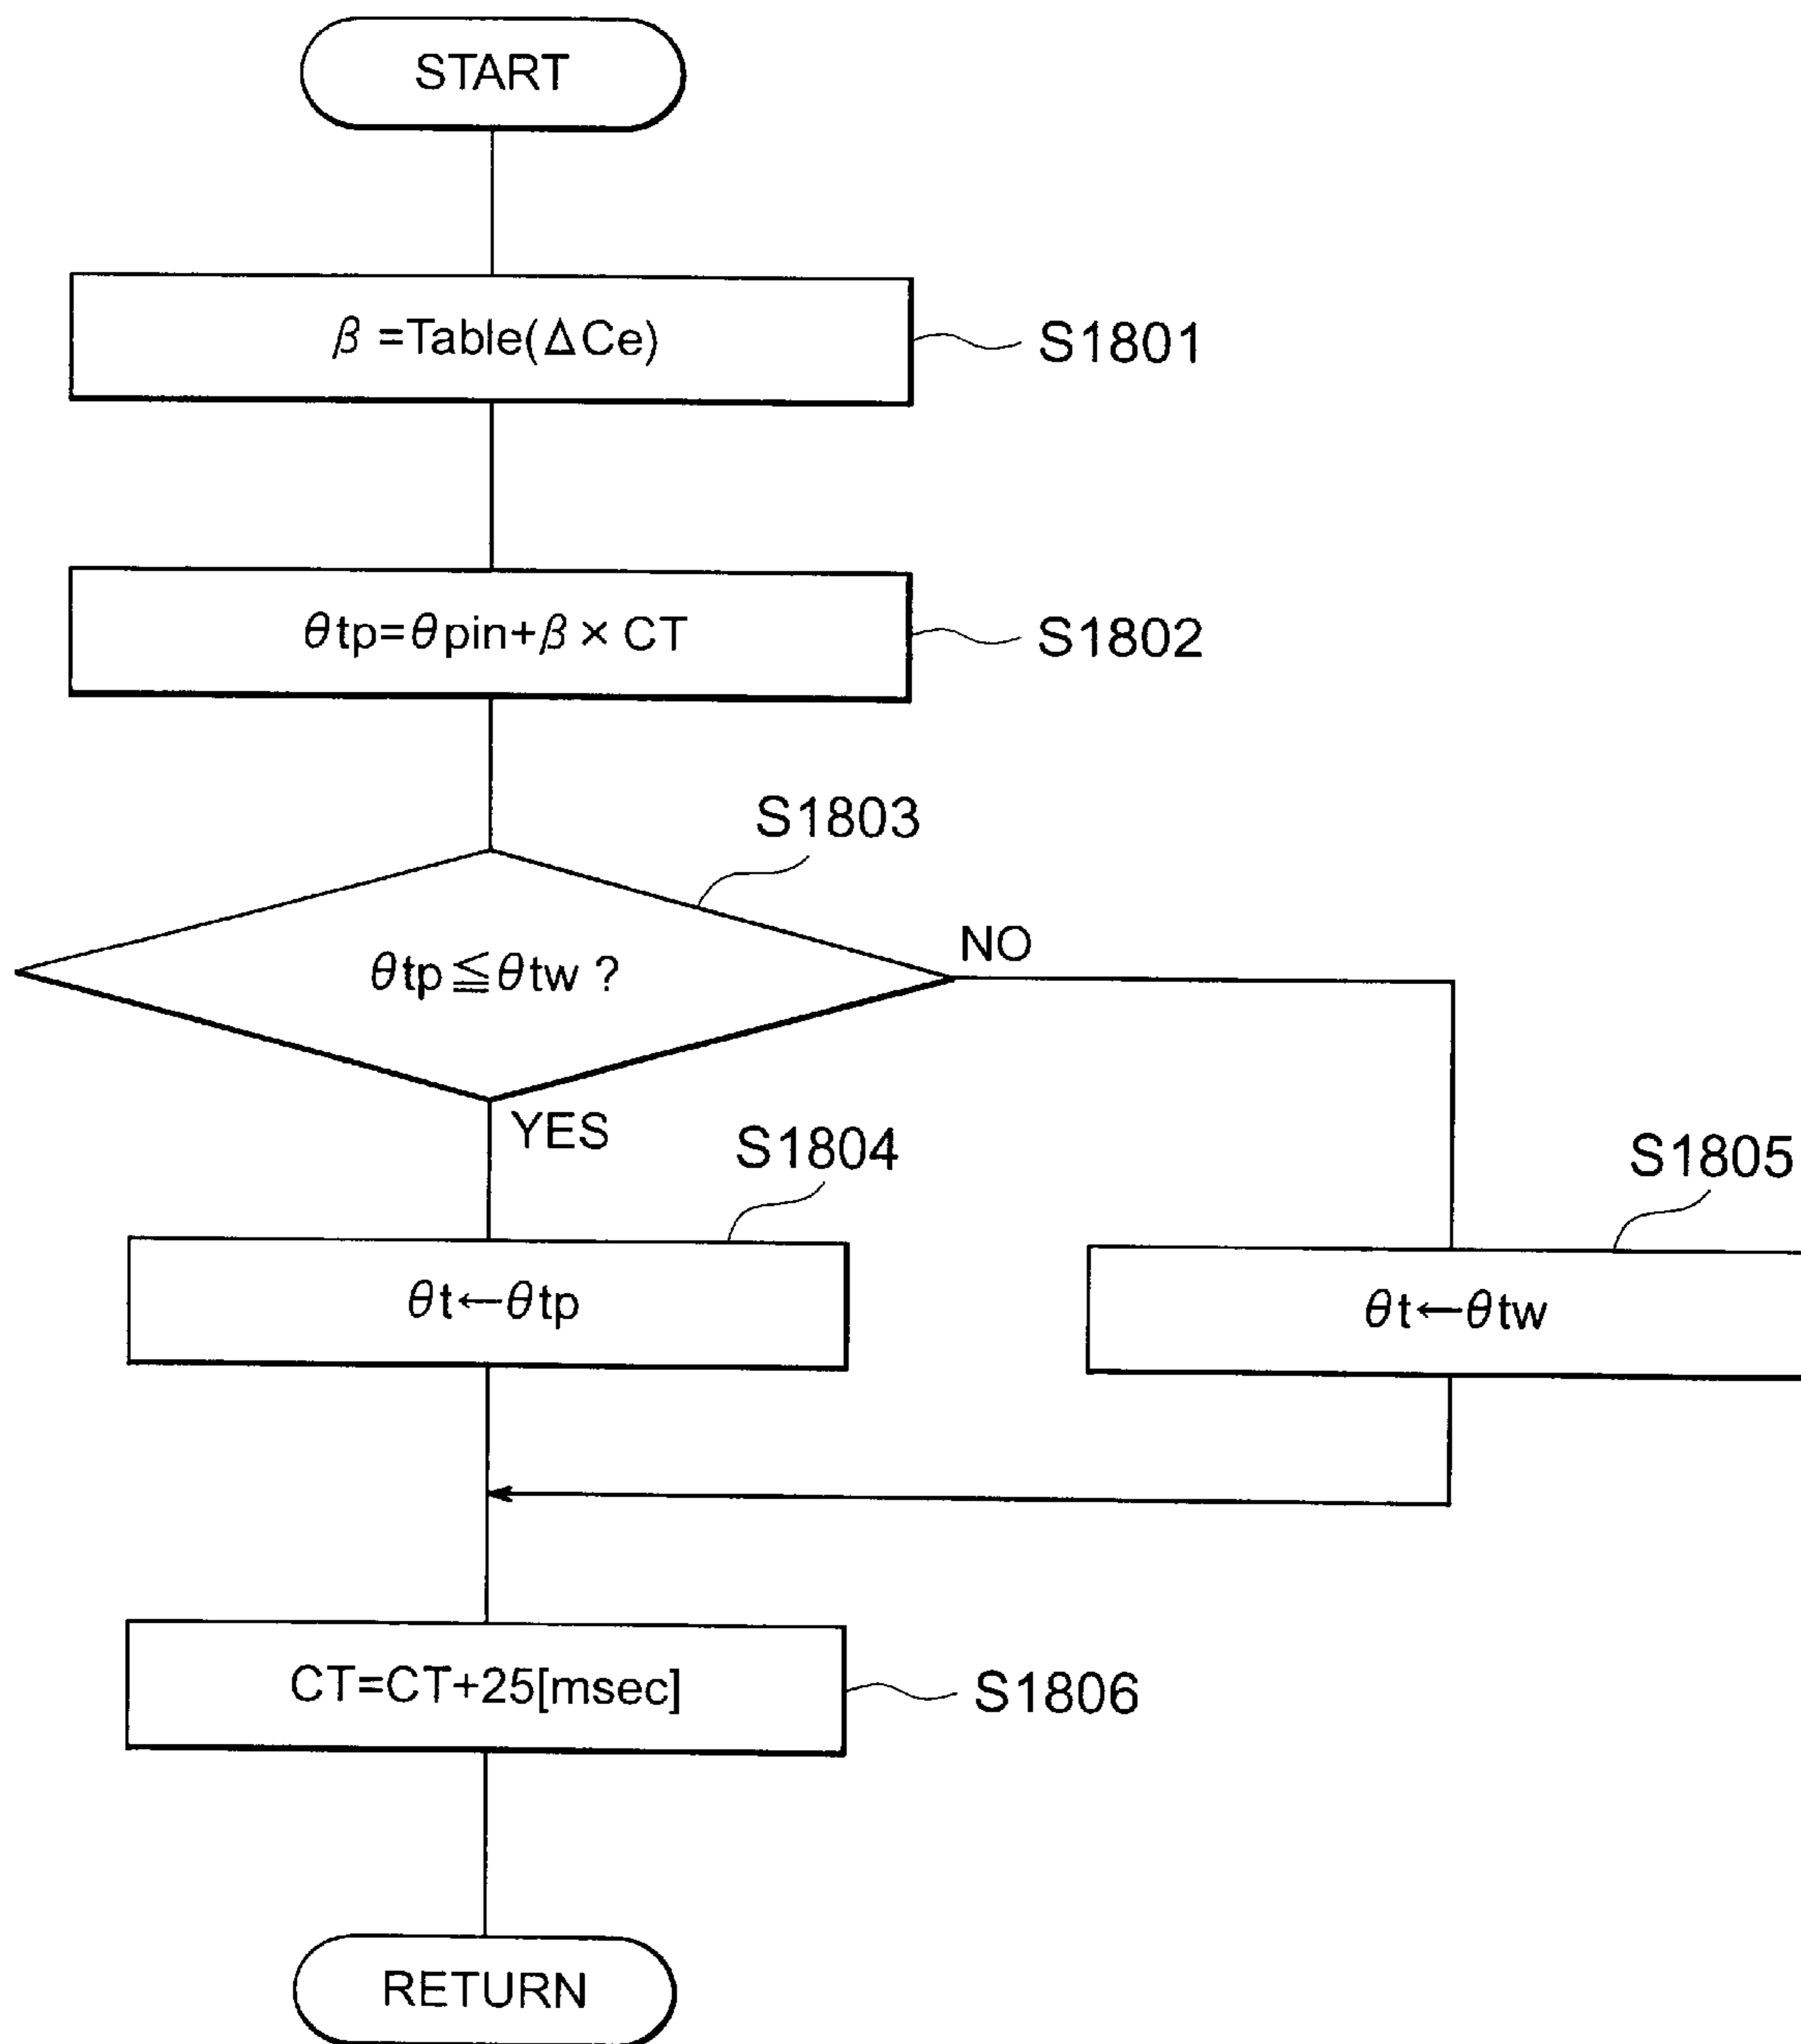 START
β =Table(ΔCe)
S1801
θtp=θpin+β × CT
S1802
S1803
θtp≦θtw ?
NO
YES
S1804
S1805
θt←θtp
θt←θtw
CT=CT+25[msec]
S1806
RETURN